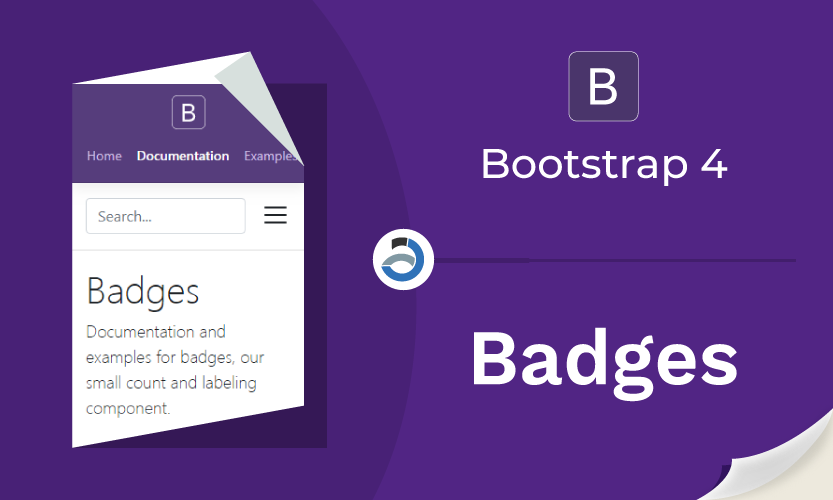 B
Home Documentation Examples
Search...
Badges
Documentation and
examples for badges, our
small count and labeling
component.
B
Bootstrap 4
Badges